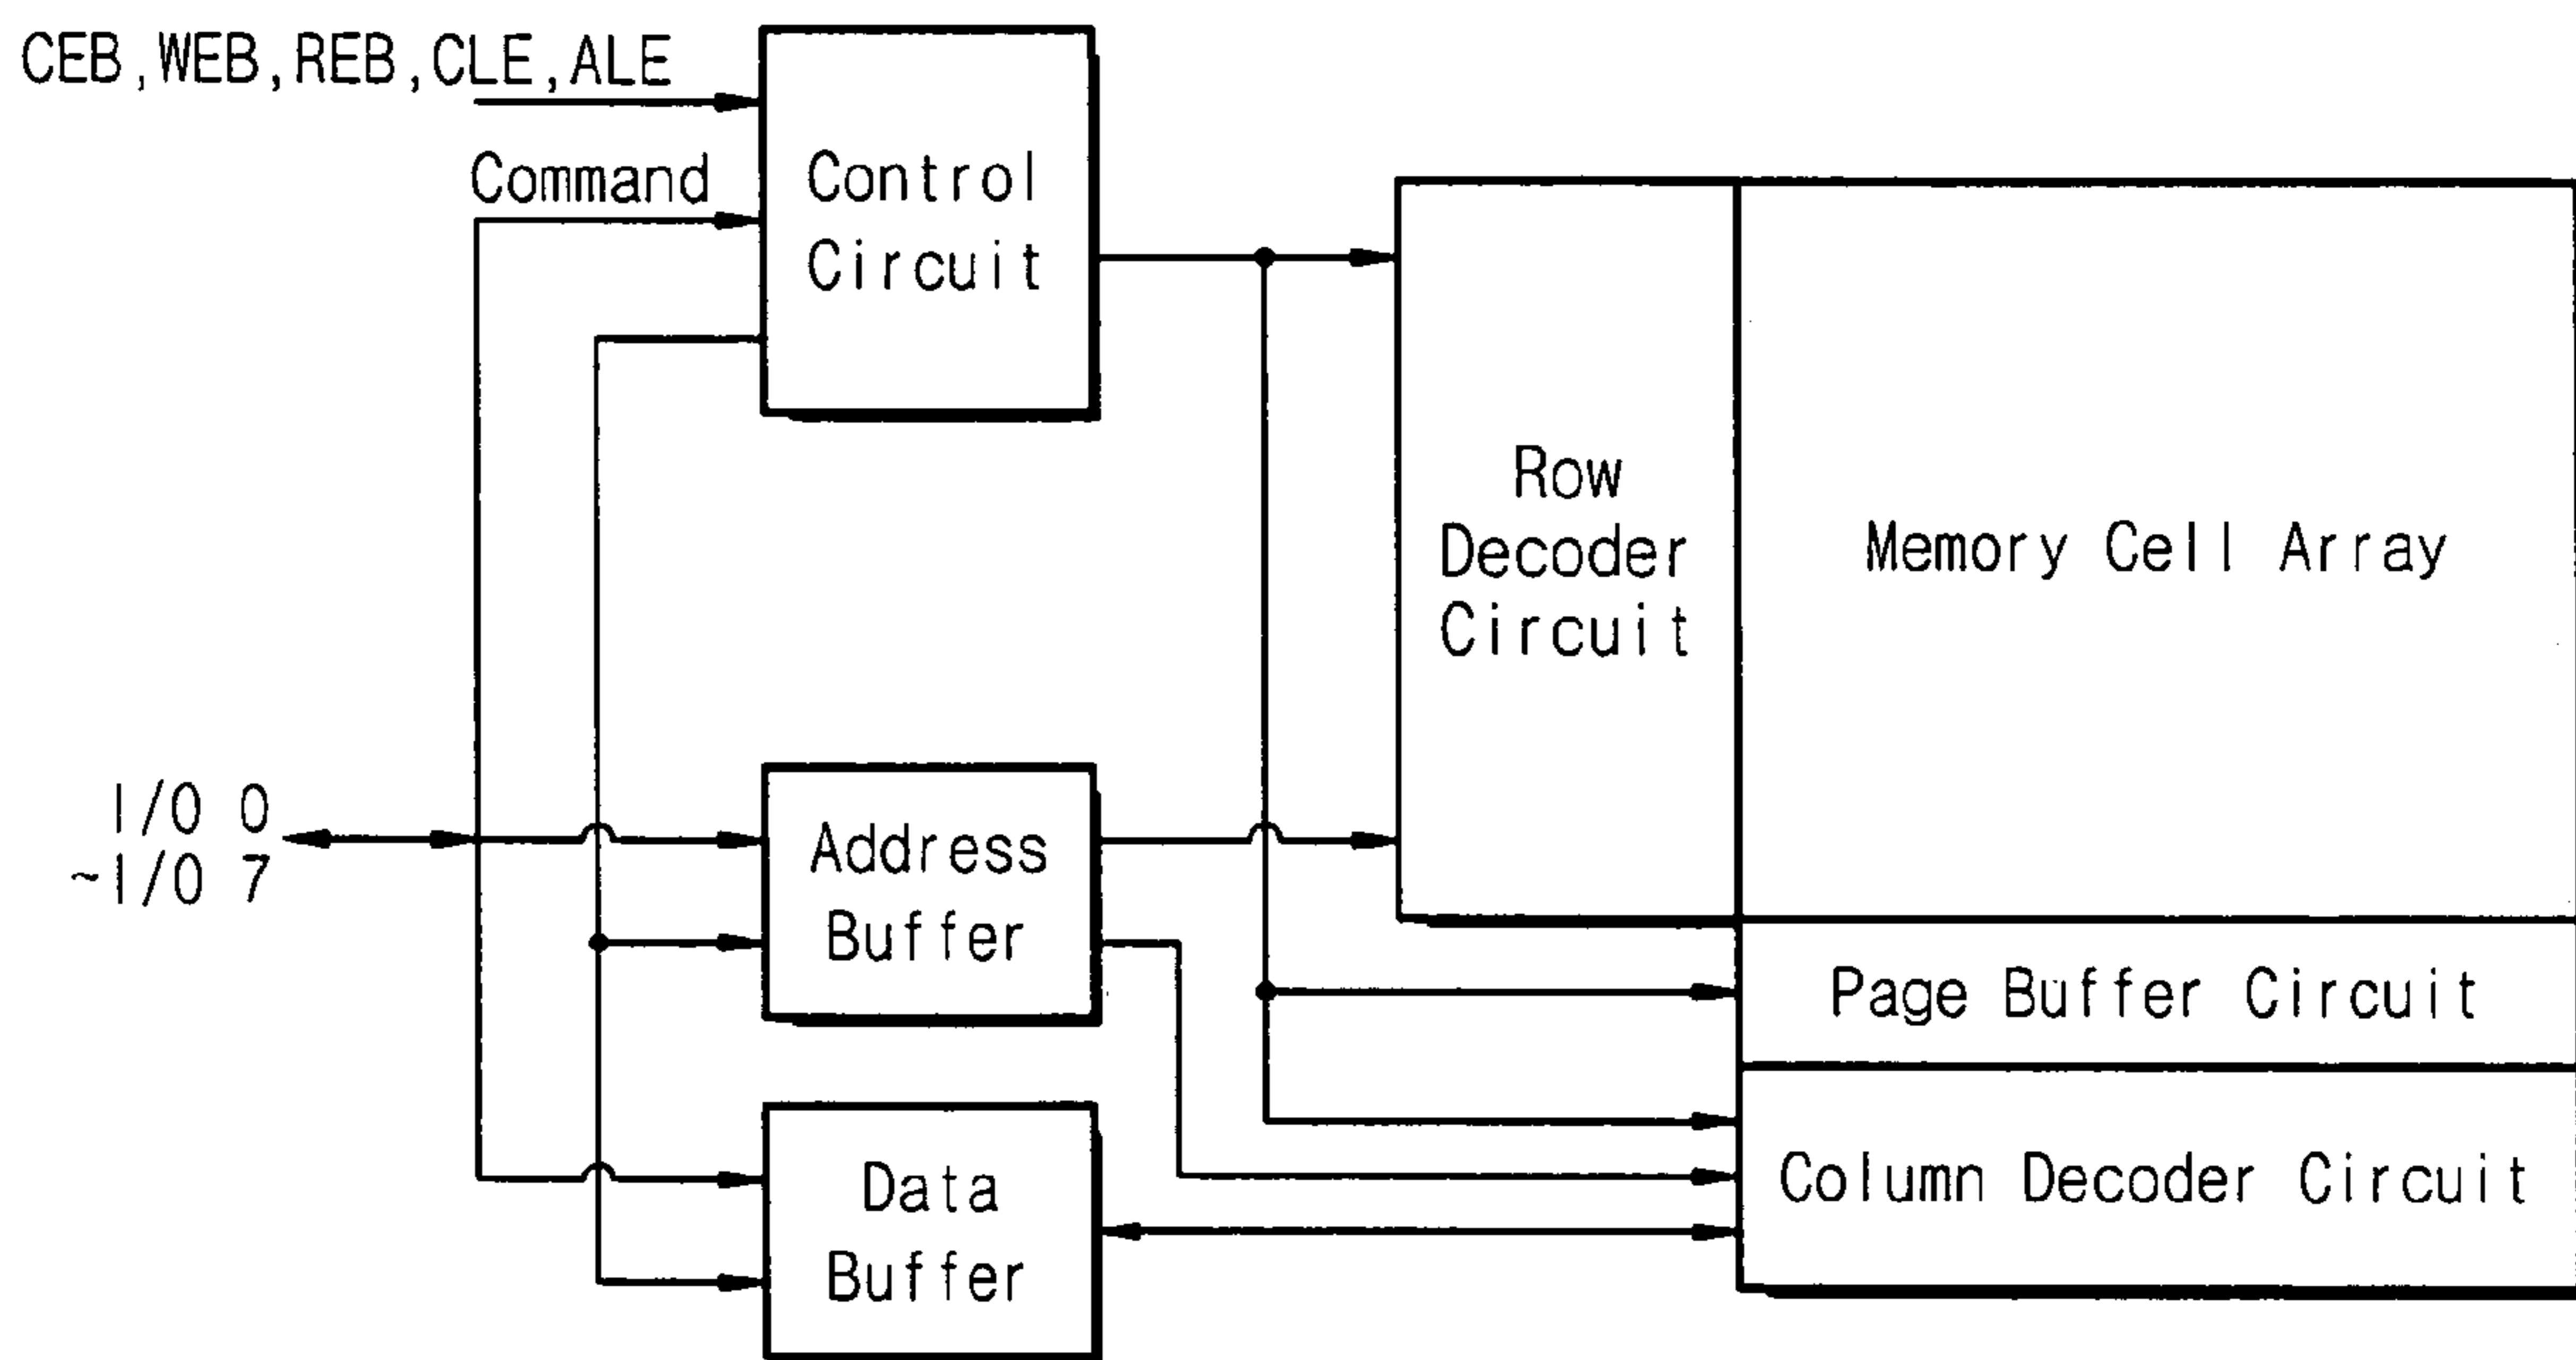 CEB,WEB,REB,CLE,ALE
Command
Control
Circuit
Row
Decoder
Circuit
Memory Cell Array
I/O 0
~I/O 7
Address
Buffer
Page Buffer Circuit
Data
Buffer
Column Decoder Circuit